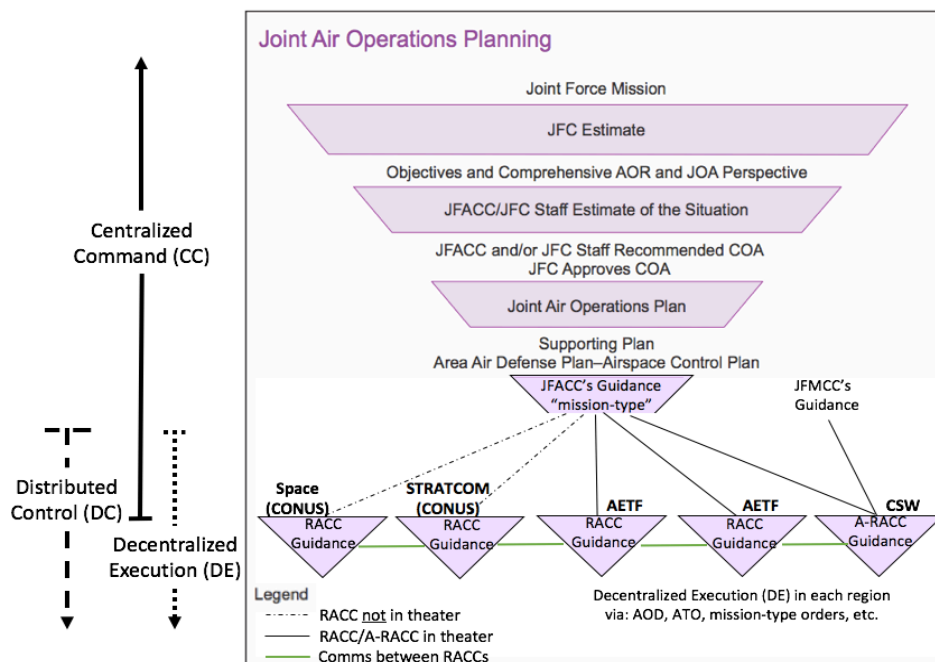 Joint Air Operations Planning
Joint Force Mission
JFC Estimate
Objectives and Comprehensive AOR and JOA Perspective
JFACC/JFC Staff Estimate of the Situation
JFACC and/or JFC Staff Recommended COA
JFC Approves COA
Joint Air Operations Plan
Supporting Plan
Area Air Defense Plan–Airspace Control Plan
JFACC's Guidance
"mission-type"
JFMCC's
Guidance
Centralized
Command (CC)
Distributed
Control (DC)
Decentralized
Execution (DE)
Space
(CONUS)
RACC
Guidance
STRATCOM
(CONUS)
RACC
Guidance
AETF
RACC
Guidance
AETF
RACC
Guidance
CSW
A-RACC
Guidance
Legend
RACC not in theater
RACC/A-RACC in theater
Comms between RACCs
Decentralized Execution (DE) in each region
via: AOD, ATO, mission-type orders, etc.